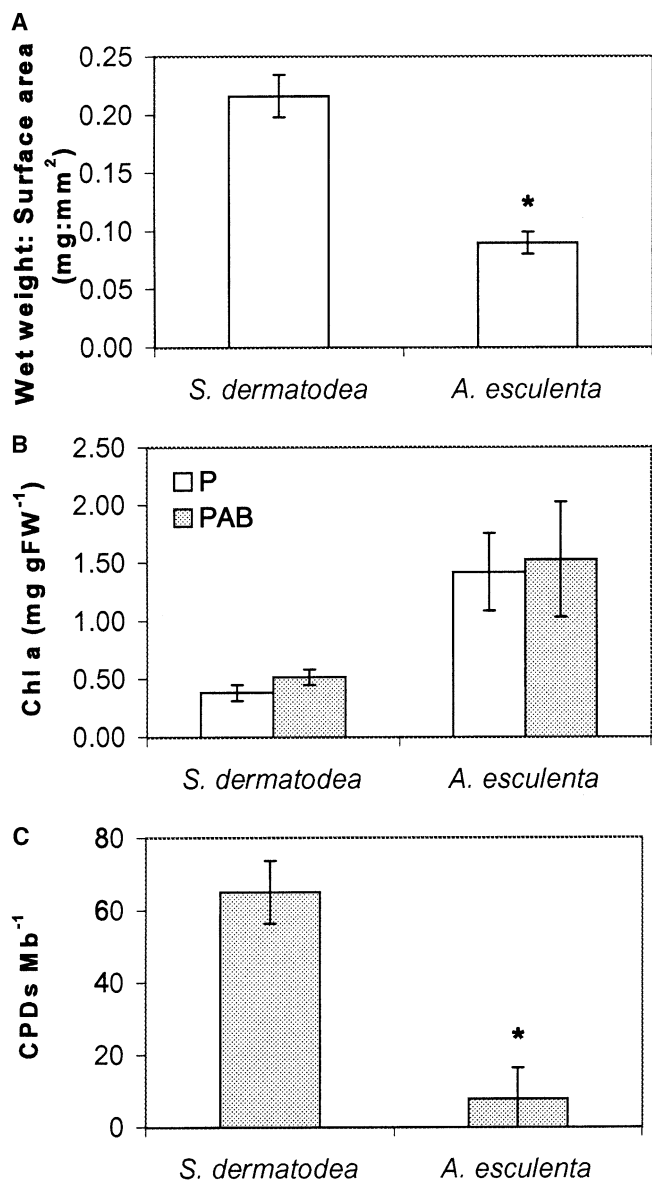 A
Wet weight: Surface area
(mg:mm²)
0.25
0.20
0.15
0.10
0.05
0.00
*
S. dermatodea
A. esculenta
B
Chl a (mg gFW⁻¹)
2.50
2.00
1.50
1.00
0.50
0.00
P
PAB
S. dermatodea
A. esculenta
C
CPDs Mb⁻¹
80
60
40
20
0
*
S. dermatodea
A. esculenta